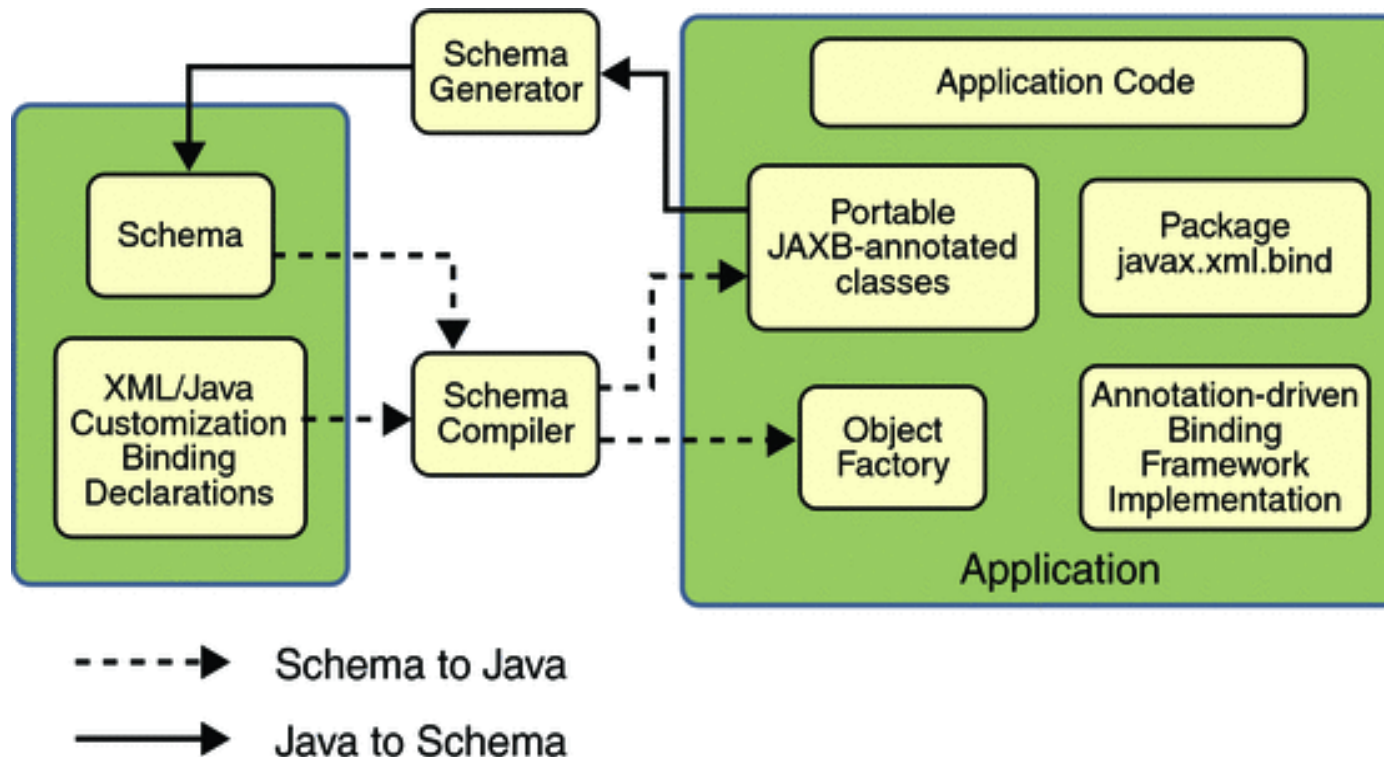 Schema
Generator
Application Code
Schema
Portable
JAXB-annotated
classes
Package
javax.xml.bind
XML/Java
Customization
Binding
Declarations
Schema
Compiler
Object
Factory
Annotation-driven
Binding
Framework
Implementation
Application
Schema to Java
Java to Schema